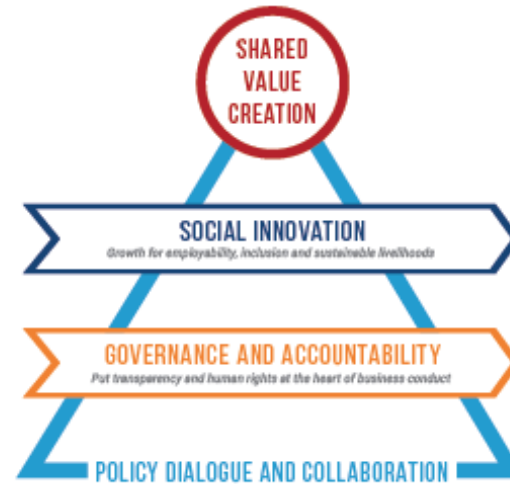 SHARED
VALUE
CREATION
SOCIAL INNOVATION
Growth for employability, inclusion and sustainable livelihoods
GOVERNANCE AND ACCOUNTABILITY
Put transparency and human rights at the heart of business conduct
POLICY DIALOGUE AND COLLABORATION